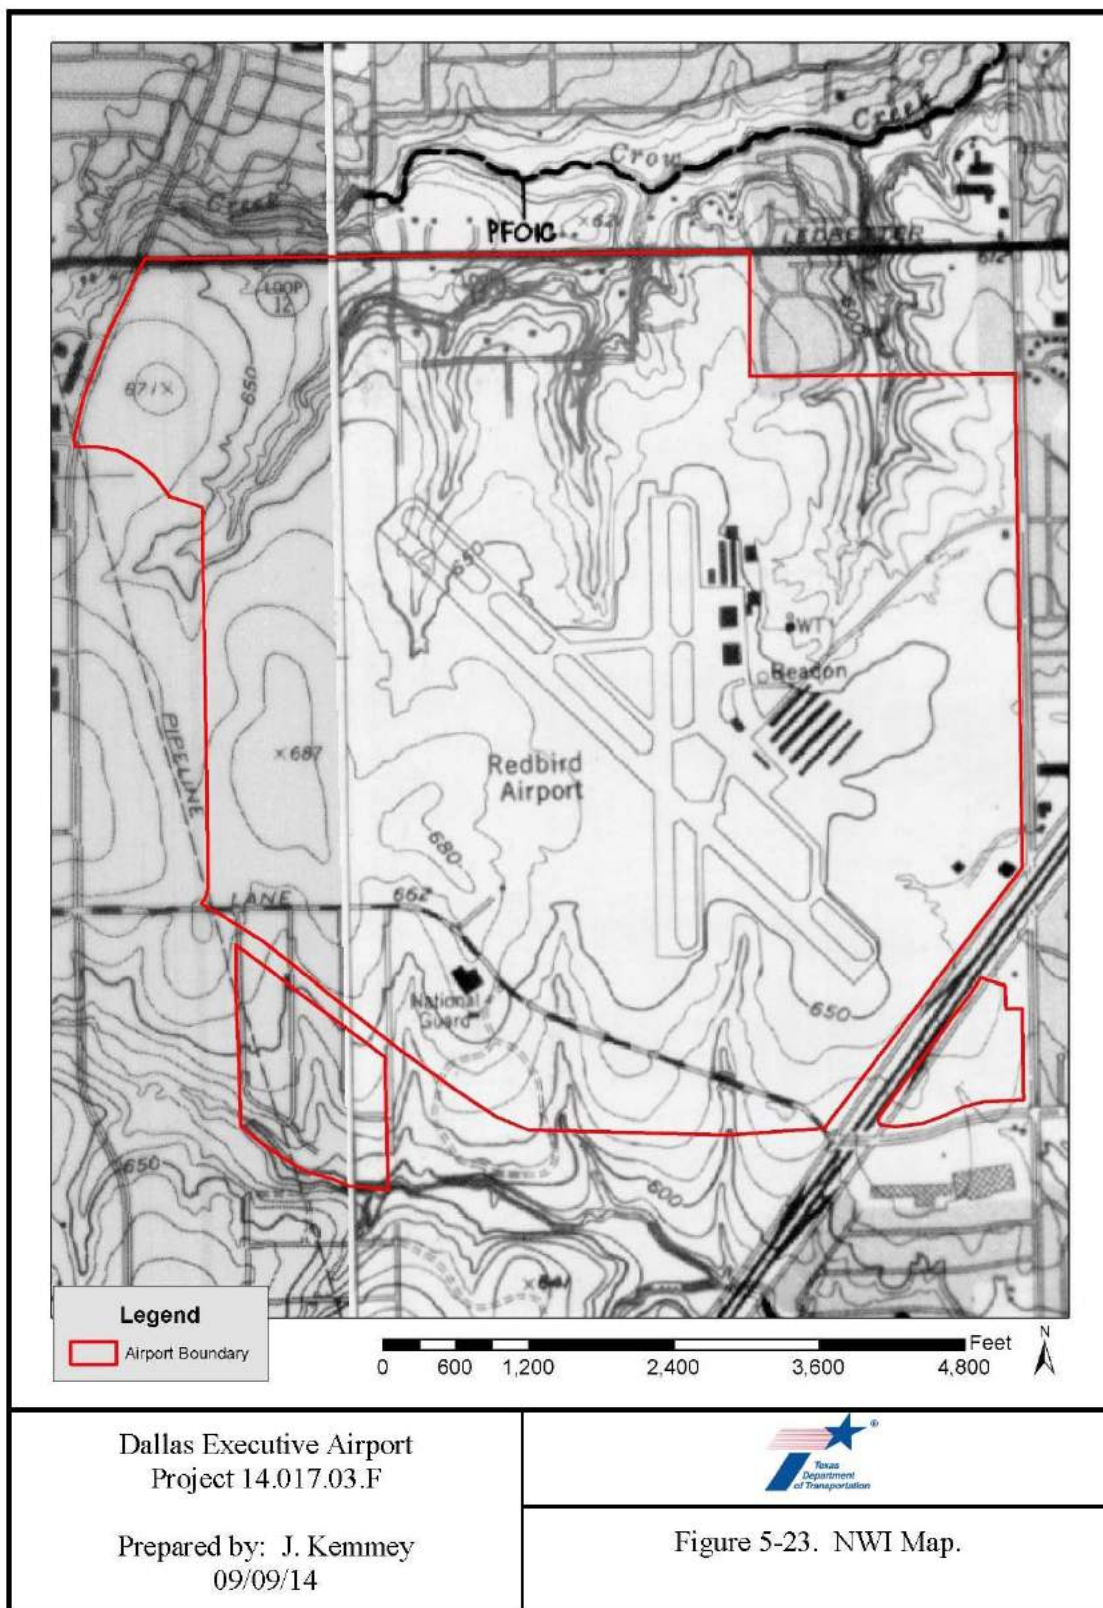 Creek
Crow
Creek
PFO1C
×62
LEDBETTER
612
LOOP
12
650
671×
650
WT
Beacon
PIPELINE
×687
Redbird
Airport
680
662
LANE
National
Guard
650
650
600
Legend
Airport Boundary
Feet
0 600 1,200 2,400 3,600 4,800
N
Dallas Executive Airport
Project 14.017.03.F
Prepared by: J. Kemmey
09/09/14
Texas
Department
of Transportation
®
Figure 5-23. NWI Map.